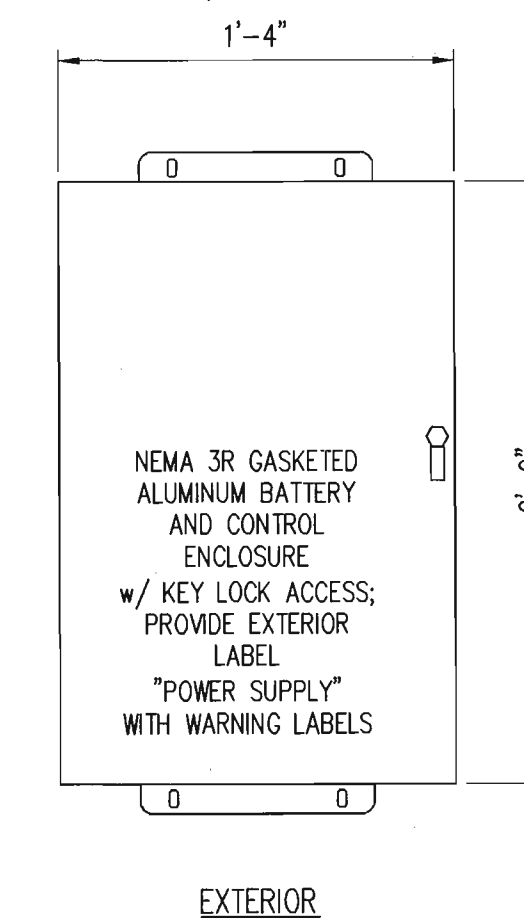 1'-4"
NEMA 3R GASKETED
ALUMINUM BATTERY
AND CONTROL
ENCLOSURE
w/ KEY LOCK ACCESS;
PROVIDE EXTERIOR
LABEL
"POWER SUPPLY"
WITH WARNING LABELS
EXTERIOR